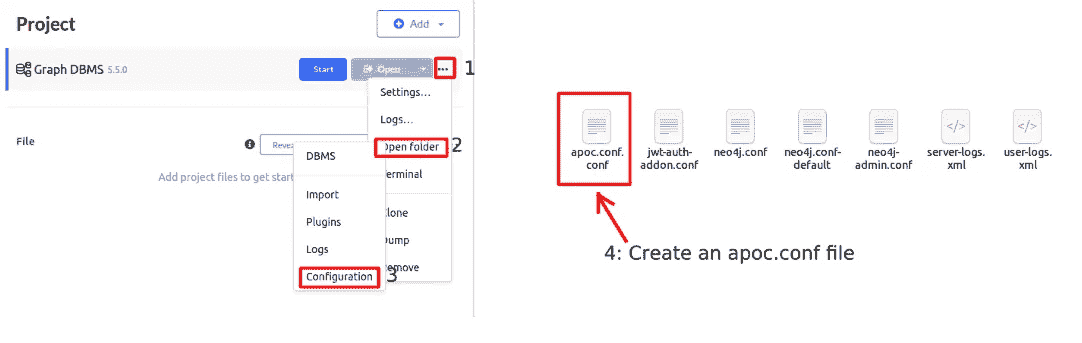 Project
Add
Graph DBMS 5.5.0
Start
Open
1
Settings...
Logs...
Open folder
2
Terminal
Clone
Dump
Remove
File
Revea
Add project files to get start
DBMS
Import
Plugins
Logs
Configuration
3
apoc.conf.
conf
jwt-auth-
addon.conf
neo4j.conf
neo4j.conf-
default
neo4j-
admin.conf
server-logs.
xml
user-logs.
xml
4: Create an apoc.conf file